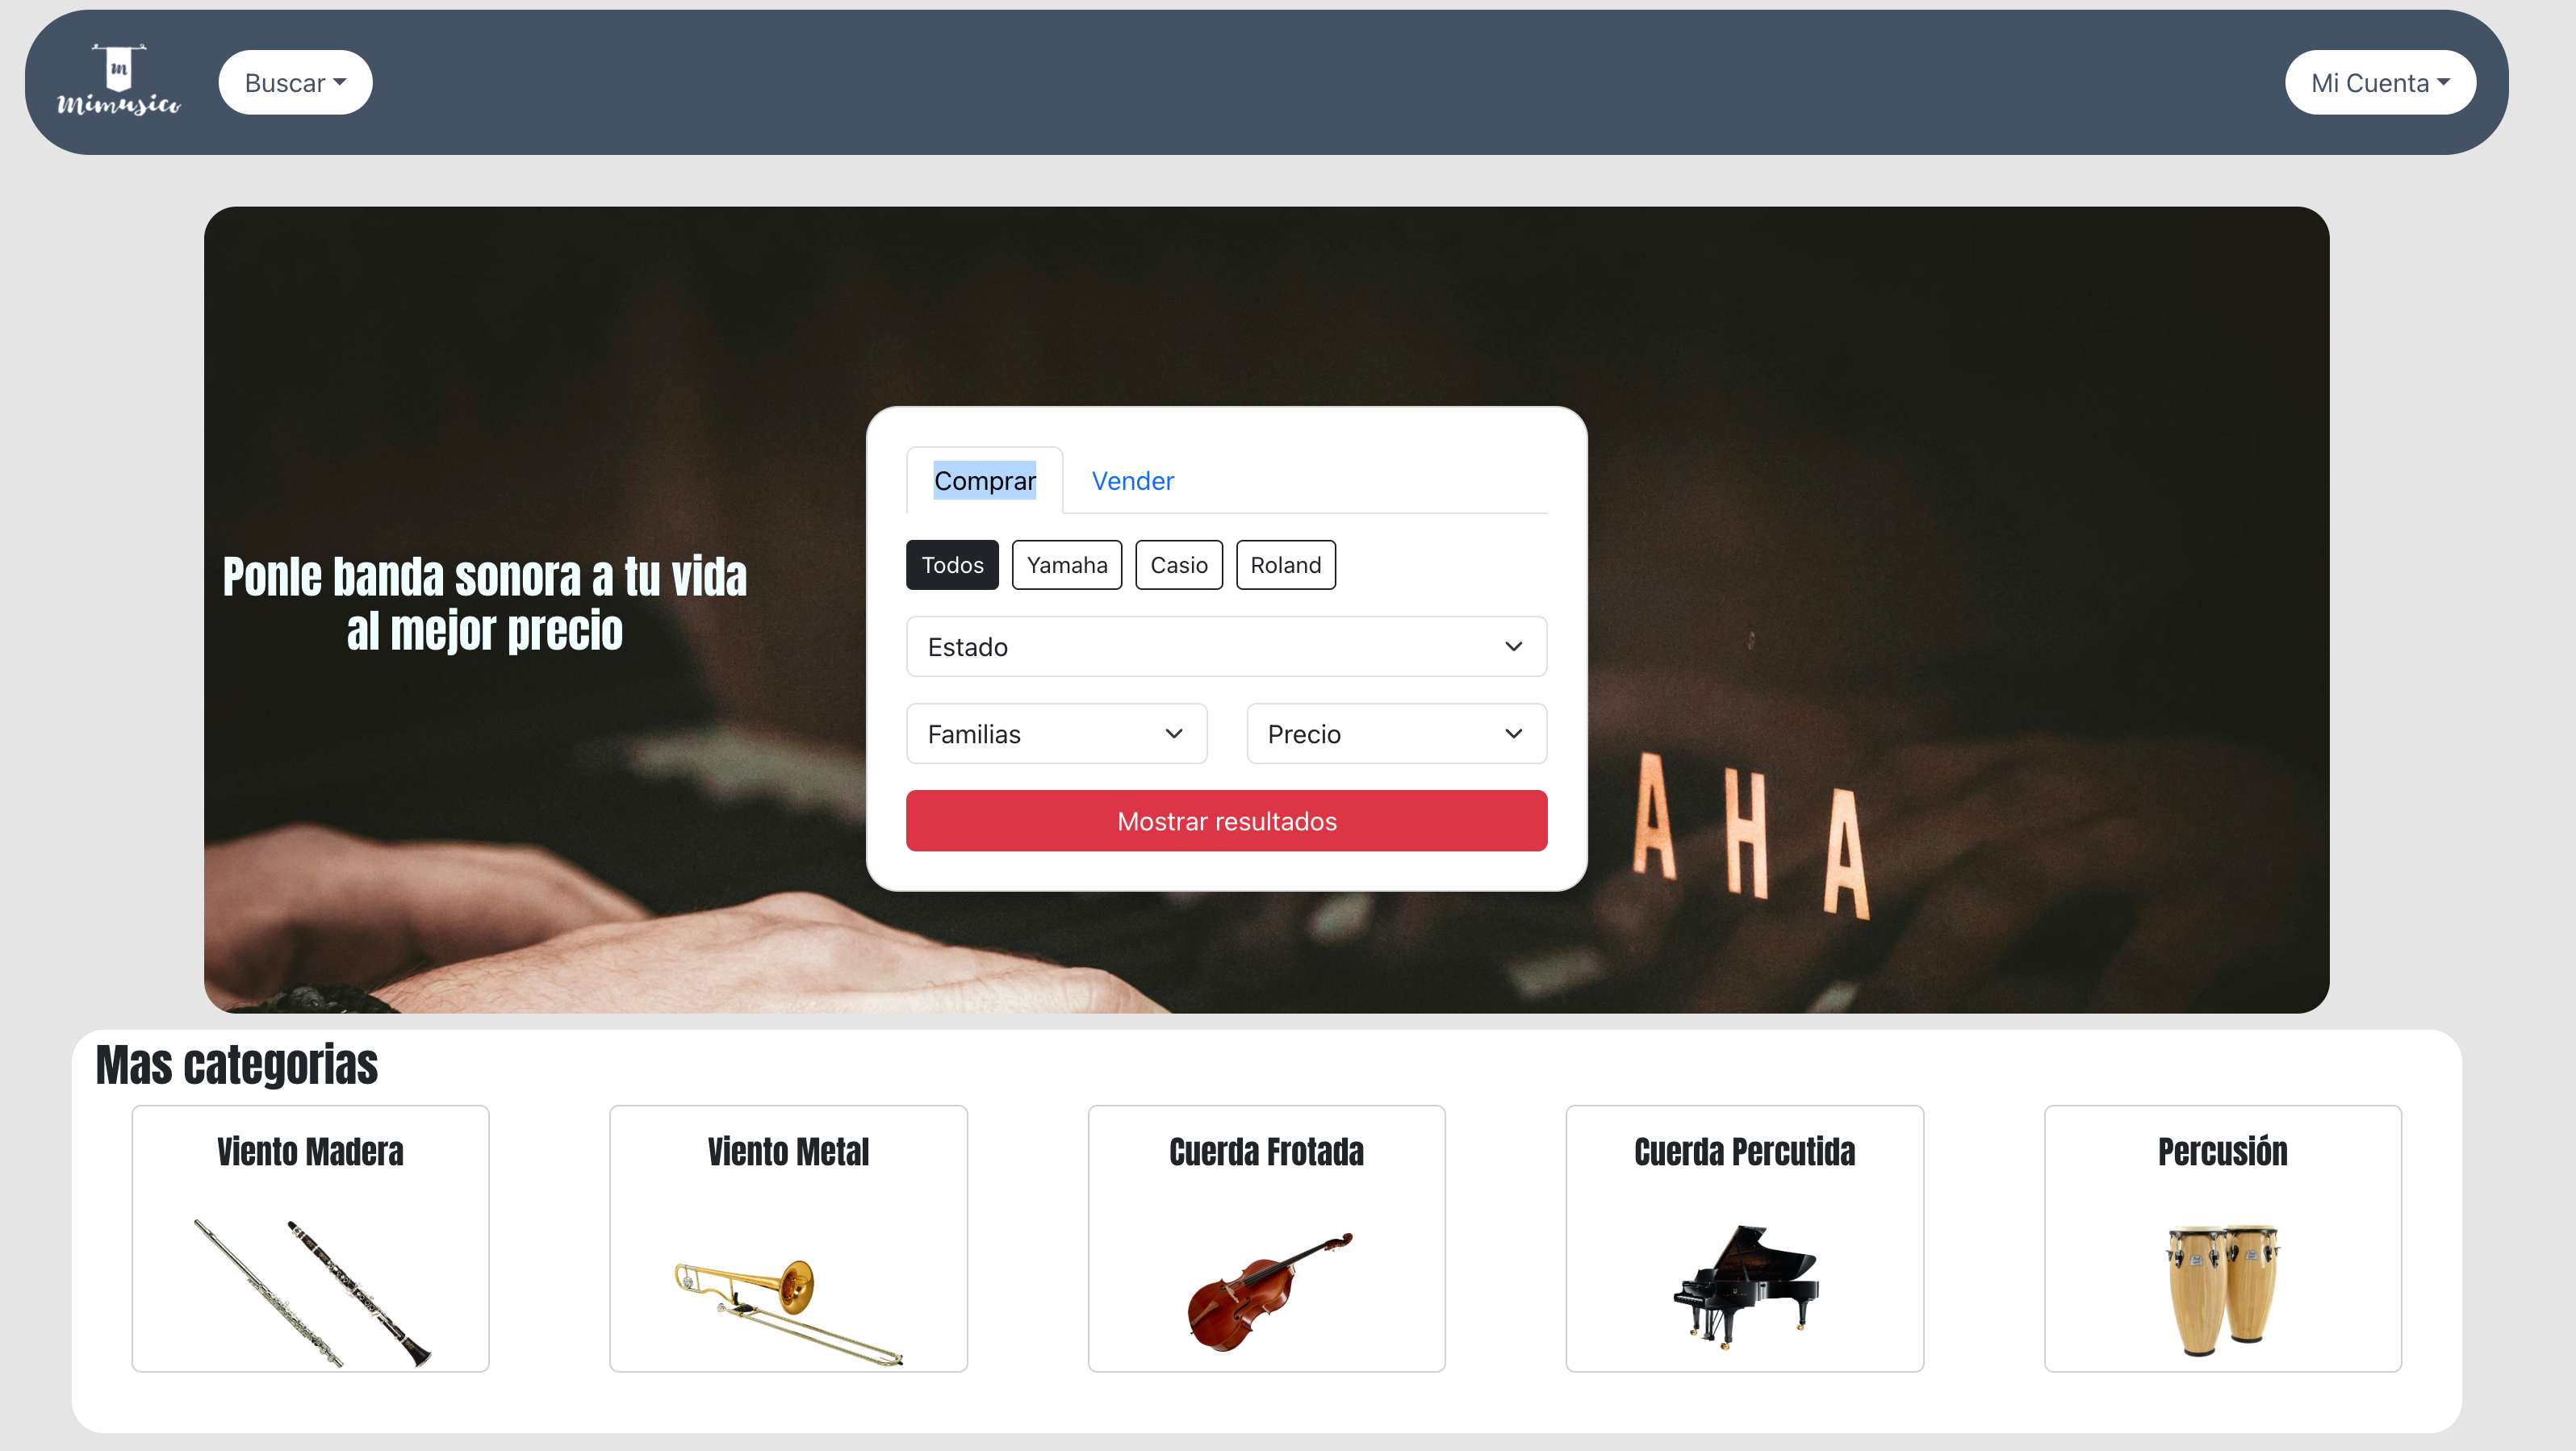 m
Mimusico
Buscar
Mi Cuenta
Ponle banda sonora a tu vida
al mejor precio
Comprar
Vender
Todos
Yamaha
Casio
Roland
Estado
Familias
Precio
Mostrar resultados
AHA
Mas categorias
Viento Madera
Viento Metal
Cuerda Frotada
Cuerda Percutida
Percusión